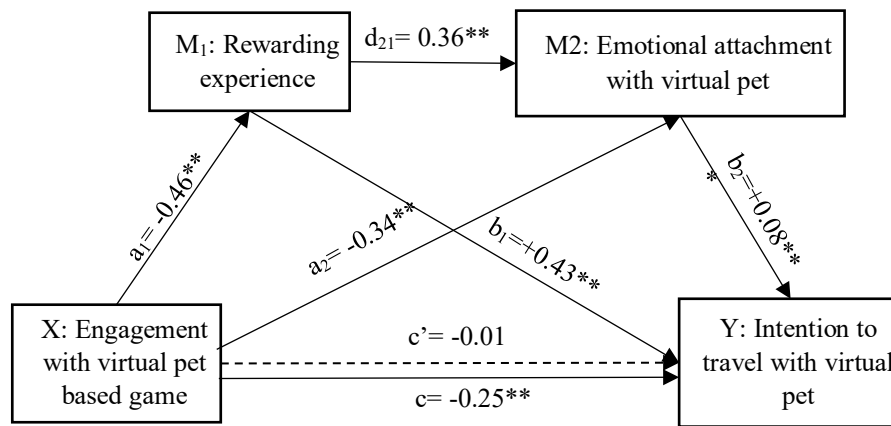 M₁: Rewarding
experience
d₂₁= 0.36**
M2: Emotional attachment
with virtual pet
a₁= -0.46**
a₂= -0.34**
b₁=+0.43**
b₂=+0.08**
*
X: Engagement
with virtual pet
based game
c’= -0.01
c= -0.25**
Y: Intention to
travel with virtual
pet